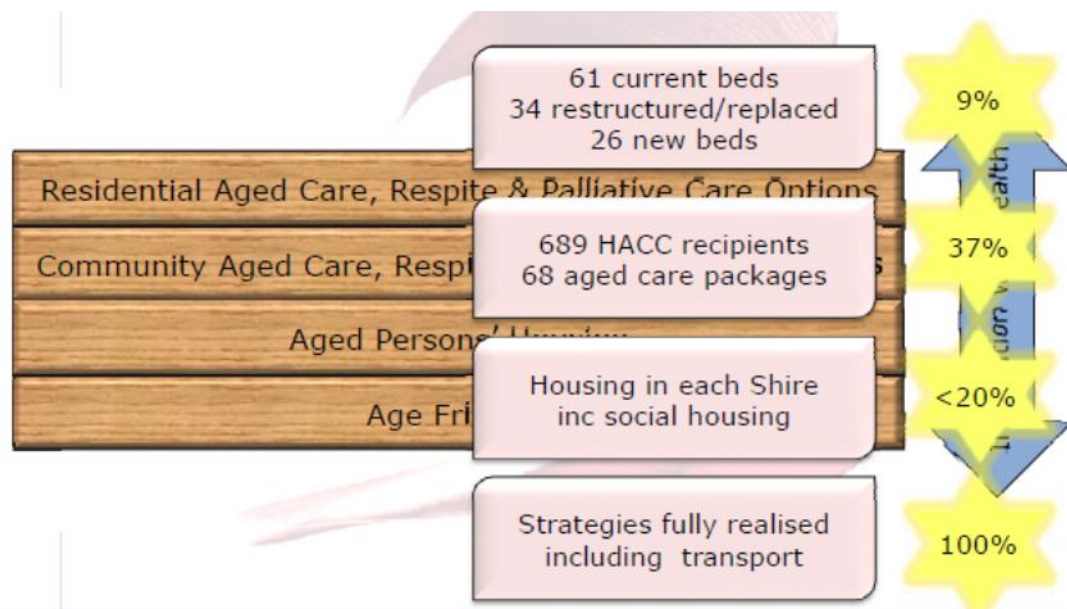 61 current beds
34 restructured/replaced
26 new beds
9%
Residential Aged Care, Respite & Palliative Care Options
689 HACC recipients
68 aged care packages
37%
Community Aged Care,
Aged Persons'
Housing in each Shire
inc social housing
<20%
Age
Strategies fully realised
including transport
100%